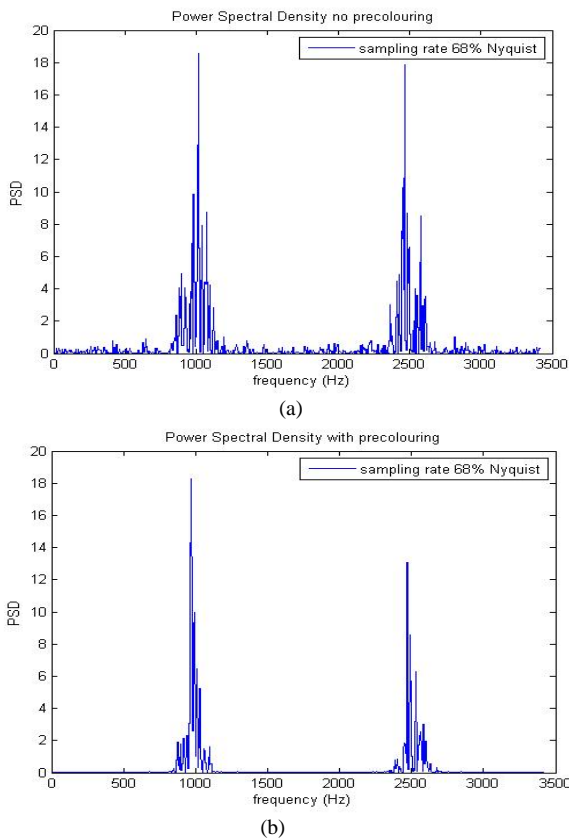 Power Spectral Density no precolouring
20
18
16
14
12
10
8
6
4
2
0
PSD
sampling rate 68% Nyquist
0 500 1000 1500 2000 2500 3000 3500
frequency (Hz)
(a)
Power Spectral Density with precolouring
20
18
16
14
12
10
8
6
4
2
0
PSD
sampling rate 68% Nyquist
0 500 1000 1500 2000 2500 3000 3500
frequency (Hz)
(b)